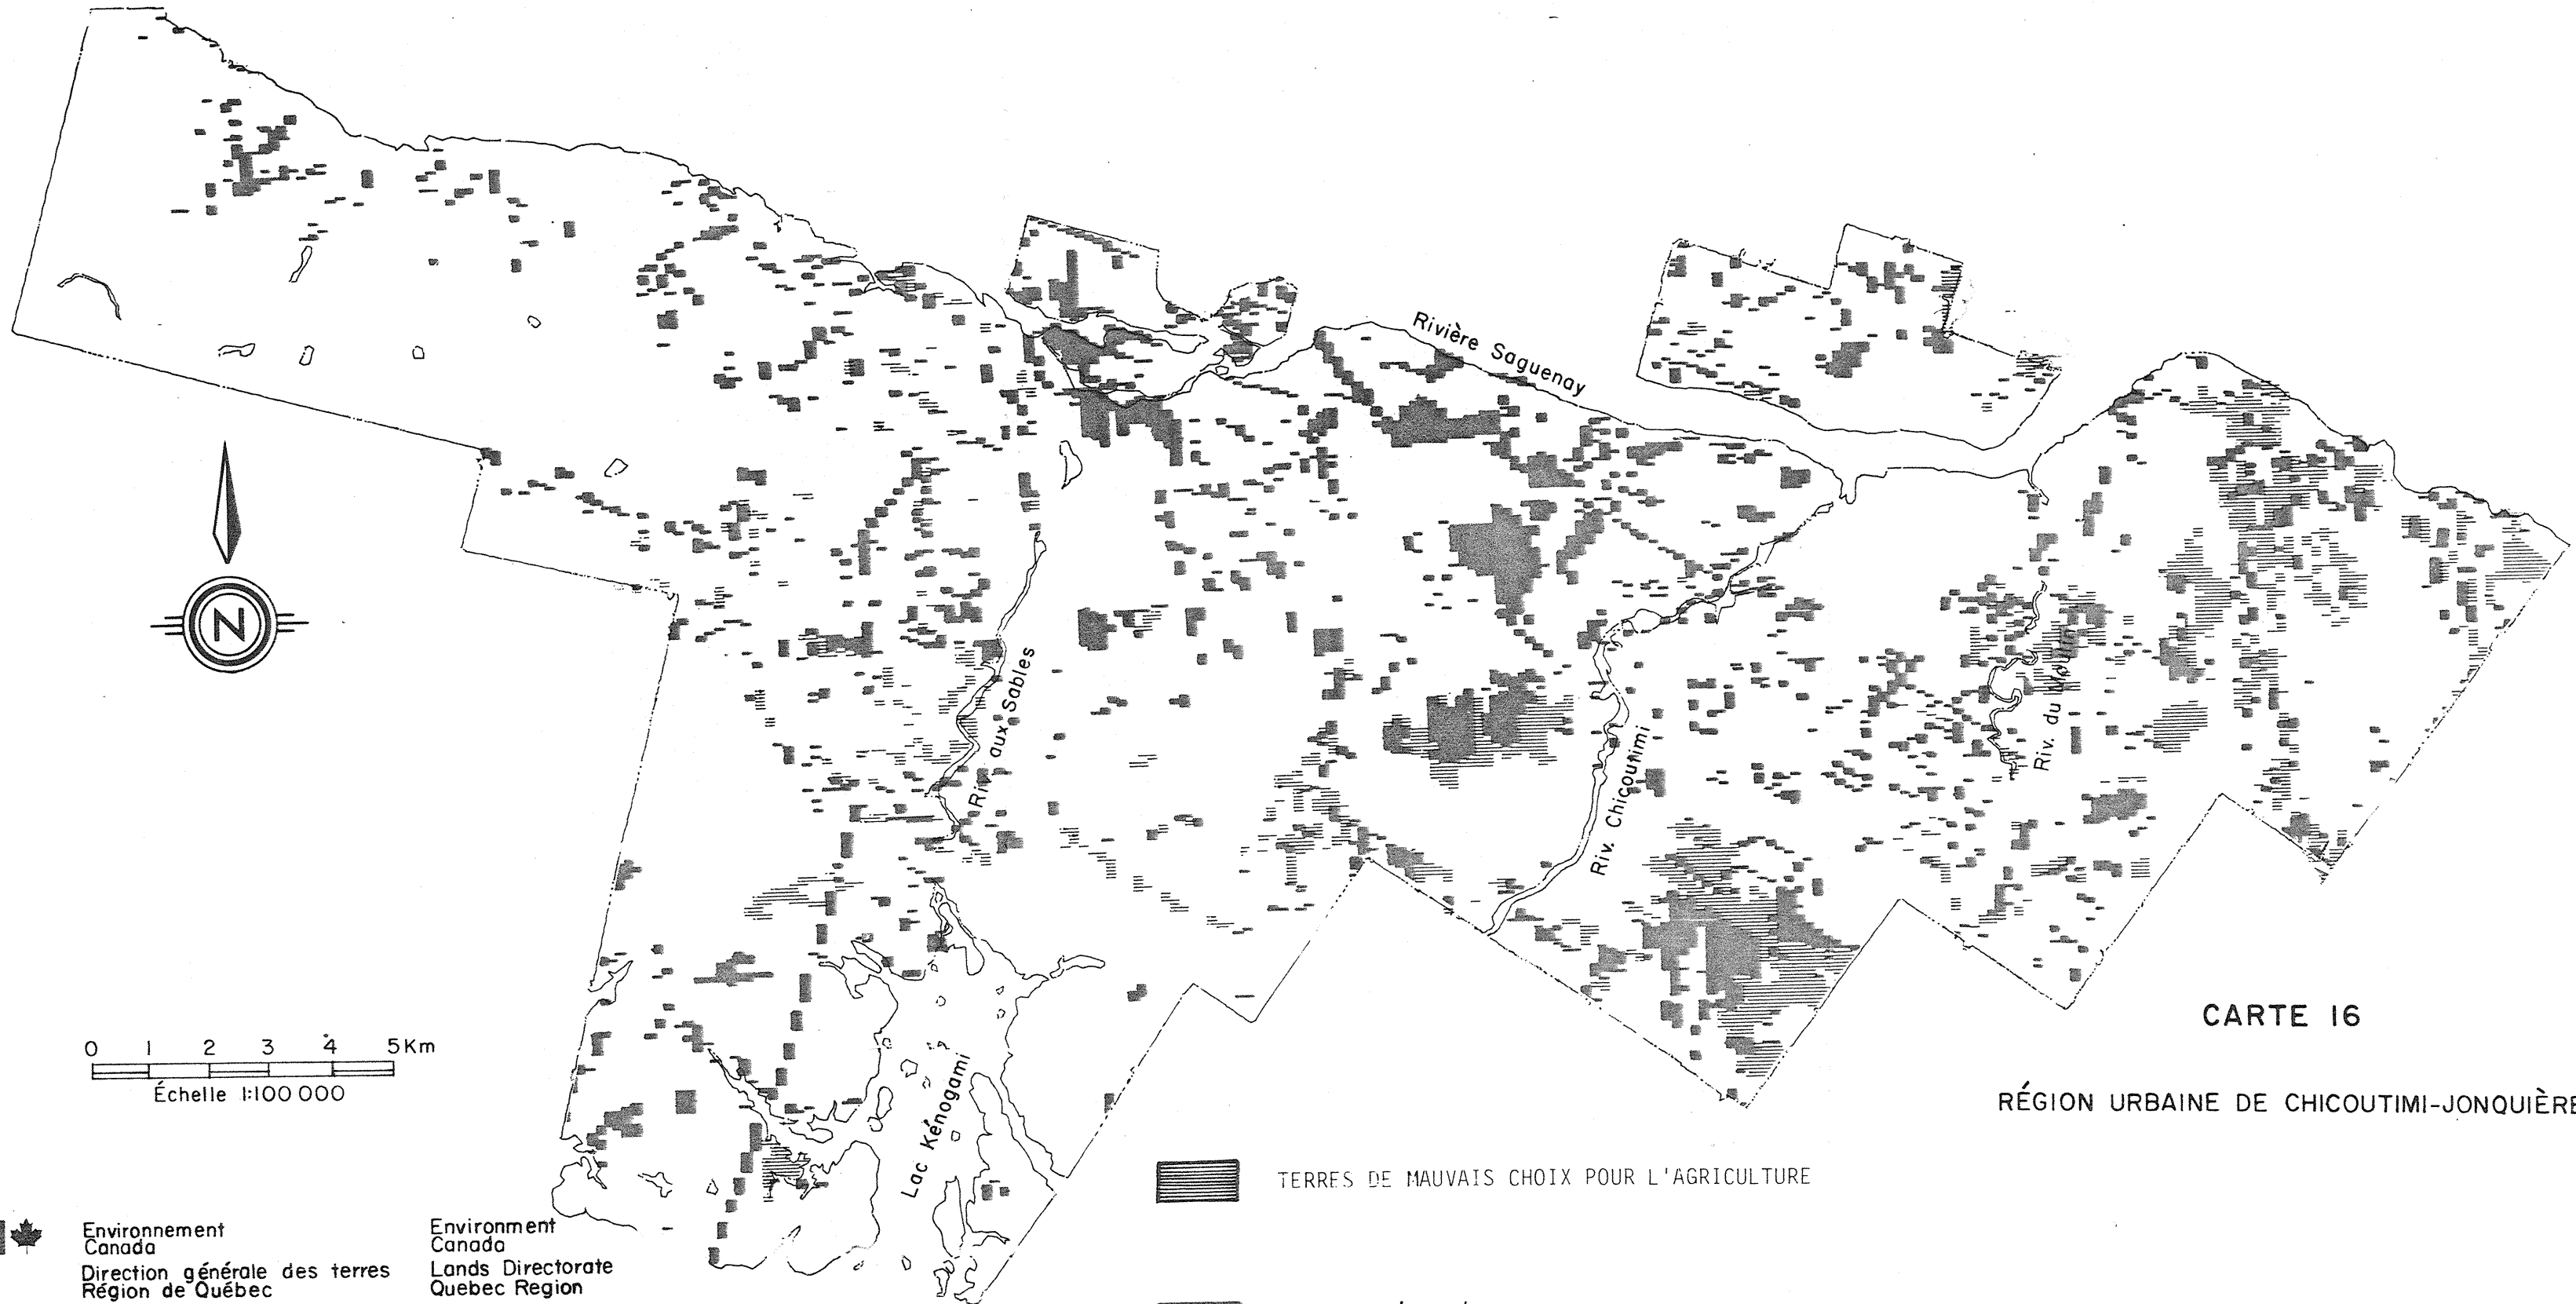 Rivière Saguenay
Riv. aux Sables
Riv. Chicoutimi
Riv. du Moulin
Lac Kénogami
N
0 1 2 3 4 5 Km
Échelle 1:100 000
CARTE 16
RÉGION URBAINE DE CHICOUTIMI-JONQUIÈRE
TERRES DE MAUVAIS CHOIX POUR L'AGRICULTURE
Environnement
Canada
Direction générale des terres
Région de Québec
Environment
Canada
Lands Directorate
Quebec Region